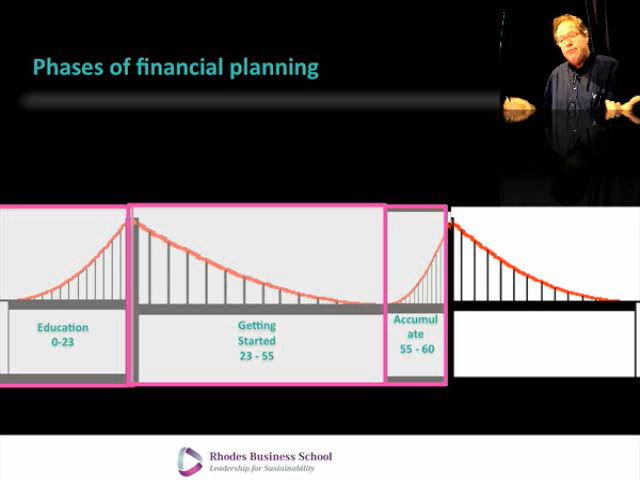 Phases of financial planning
Education
0-23
Getting
Started
23 - 55
Accumul
ate
55 - 60
Rhodes Business School
Leadership for Sustainability